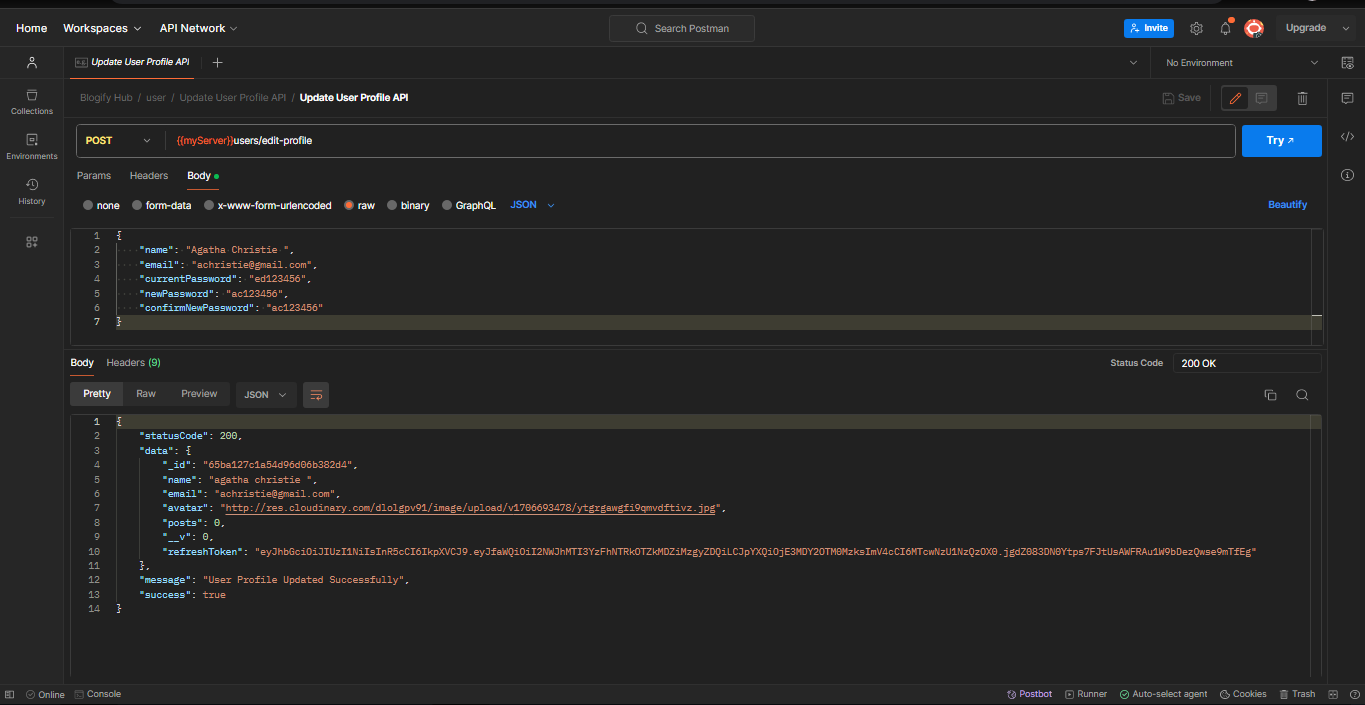 Home Workspaces API Network Search Postman Invite Upgrade
e.g. Update User Profile API No Environment
Blogify Hub / user / Update User Profile API / Update User Profile API Save
Collections
Environments
History
POST {{myServer}}users/edit-profile Try
Params Headers Body
none form-data x-www-form-urlencoded raw binary GraphQL JSON Beautify
1 {
2 "name": "Agatha Christie ",
3 "email": "achristie@gmail.com",
4 "currentPassword": "ed123456",
5 "newPassword": "ac123456",
6 "confirmNewPassword": "ac123456"
7 }
Body Headers (9) Status Code 200 OK
Pretty Raw Preview JSON
1 {
2 "statusCode": 200,
3 "data": {
4 "_id": "65ba127c1a54d96d06b382d4",
5 "name": "agatha christie ",
6 "email": "achristie@gmail.com",
7 "avatar": "http://res.cloudinary.com/dlolgpv91/image/upload/v1706693478/ytgrgawgfi9qmvdftivz.jpg",
8 "posts": 0,
9 "__v": 0,
10 "refreshToken":
11 },
12 "message": "User Profile Updated Successfully",
13 "success": true
14 }
Online Console Postbot Runner Auto-select agent Cookies Trash